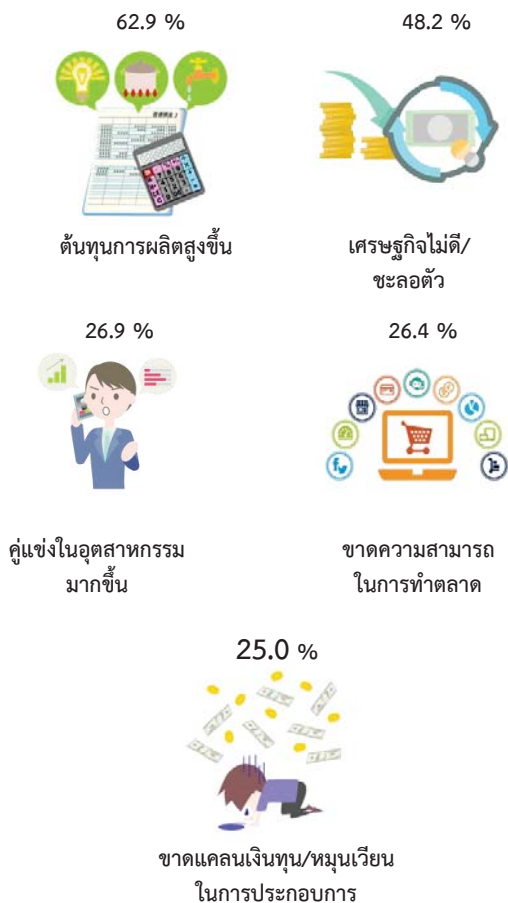 62.9 %
48.2 %
ต้นทุนการผลิตสูงขึ้น
เศรษฐกิจไม่ดี/
ชะลอตัว
26.9 %
26.4 %
คู่แข่งในอุตสาหกรรม
มากขึ้น
ขาดความสามารถ
ในการทำตลาด
25.0 %
ขาดแคลนเงินทุน/หมุนเวียน
ในการประกอบการ